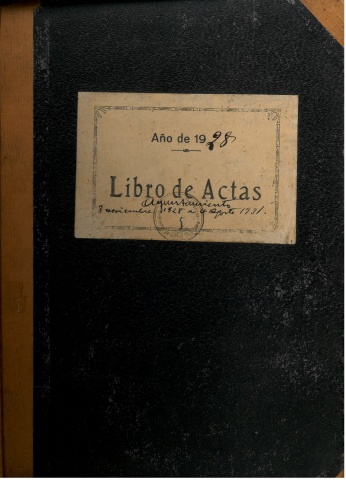 Año de 1928
Libro de Actas
Ayuntamiento
8 noviembre 1928 a 4 Agosto 1931.